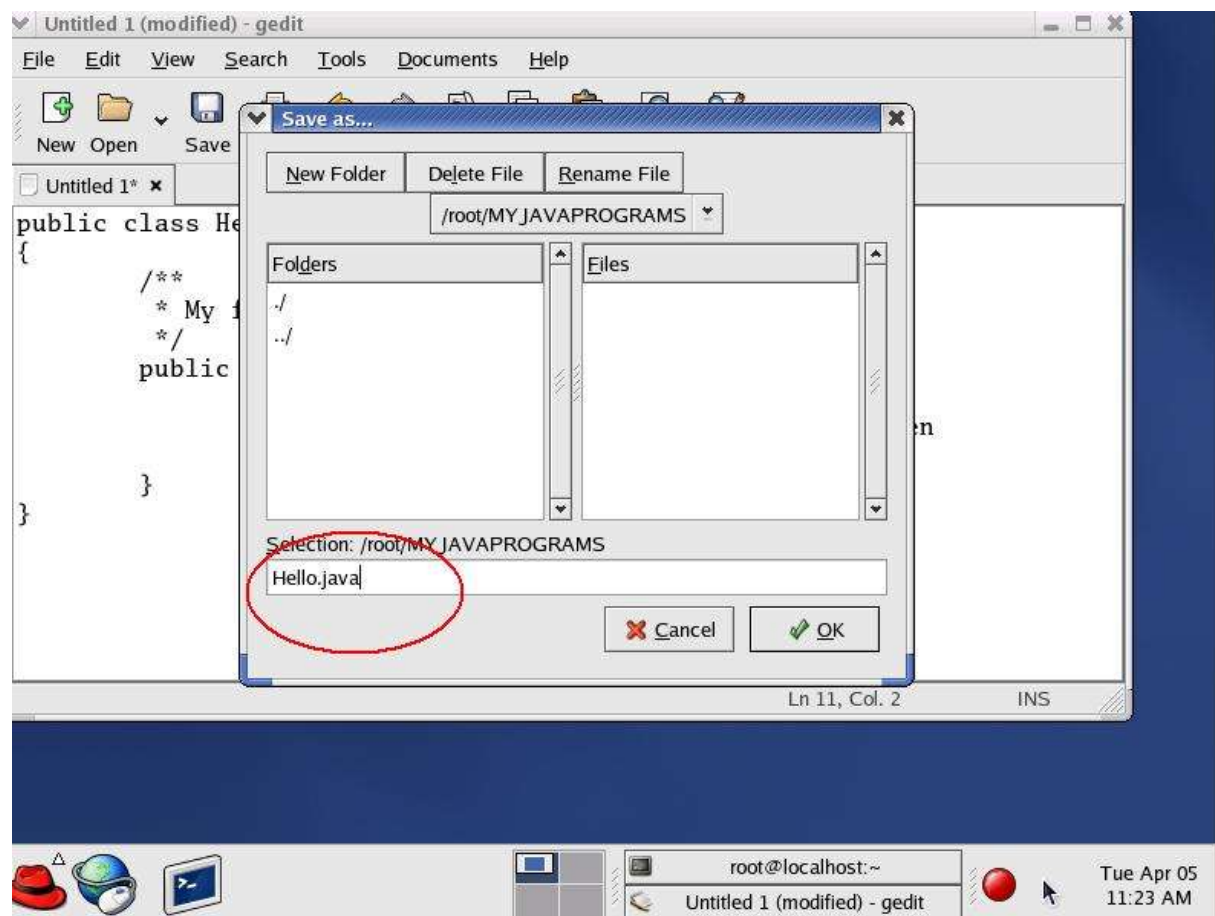 Untitled 1 (modified) - gedit
File Edit View Search Tools Documents Help
New Open Save
Save as...
New Folder Delete File Rename File
Untitled 1*
/root/MY JAVAPROGRAMS
public class He
{
Folders Files
/**
* My f
./
*/
../
public
en
}
}
Selection: /root/MY JAVAPROGRAMS
Hello.java
Cancel OK
Ln 11, Col. 2 INS
root@localhost:~
Untitled 1 (modified) - gedit
Tue Apr 05
11:23 AM